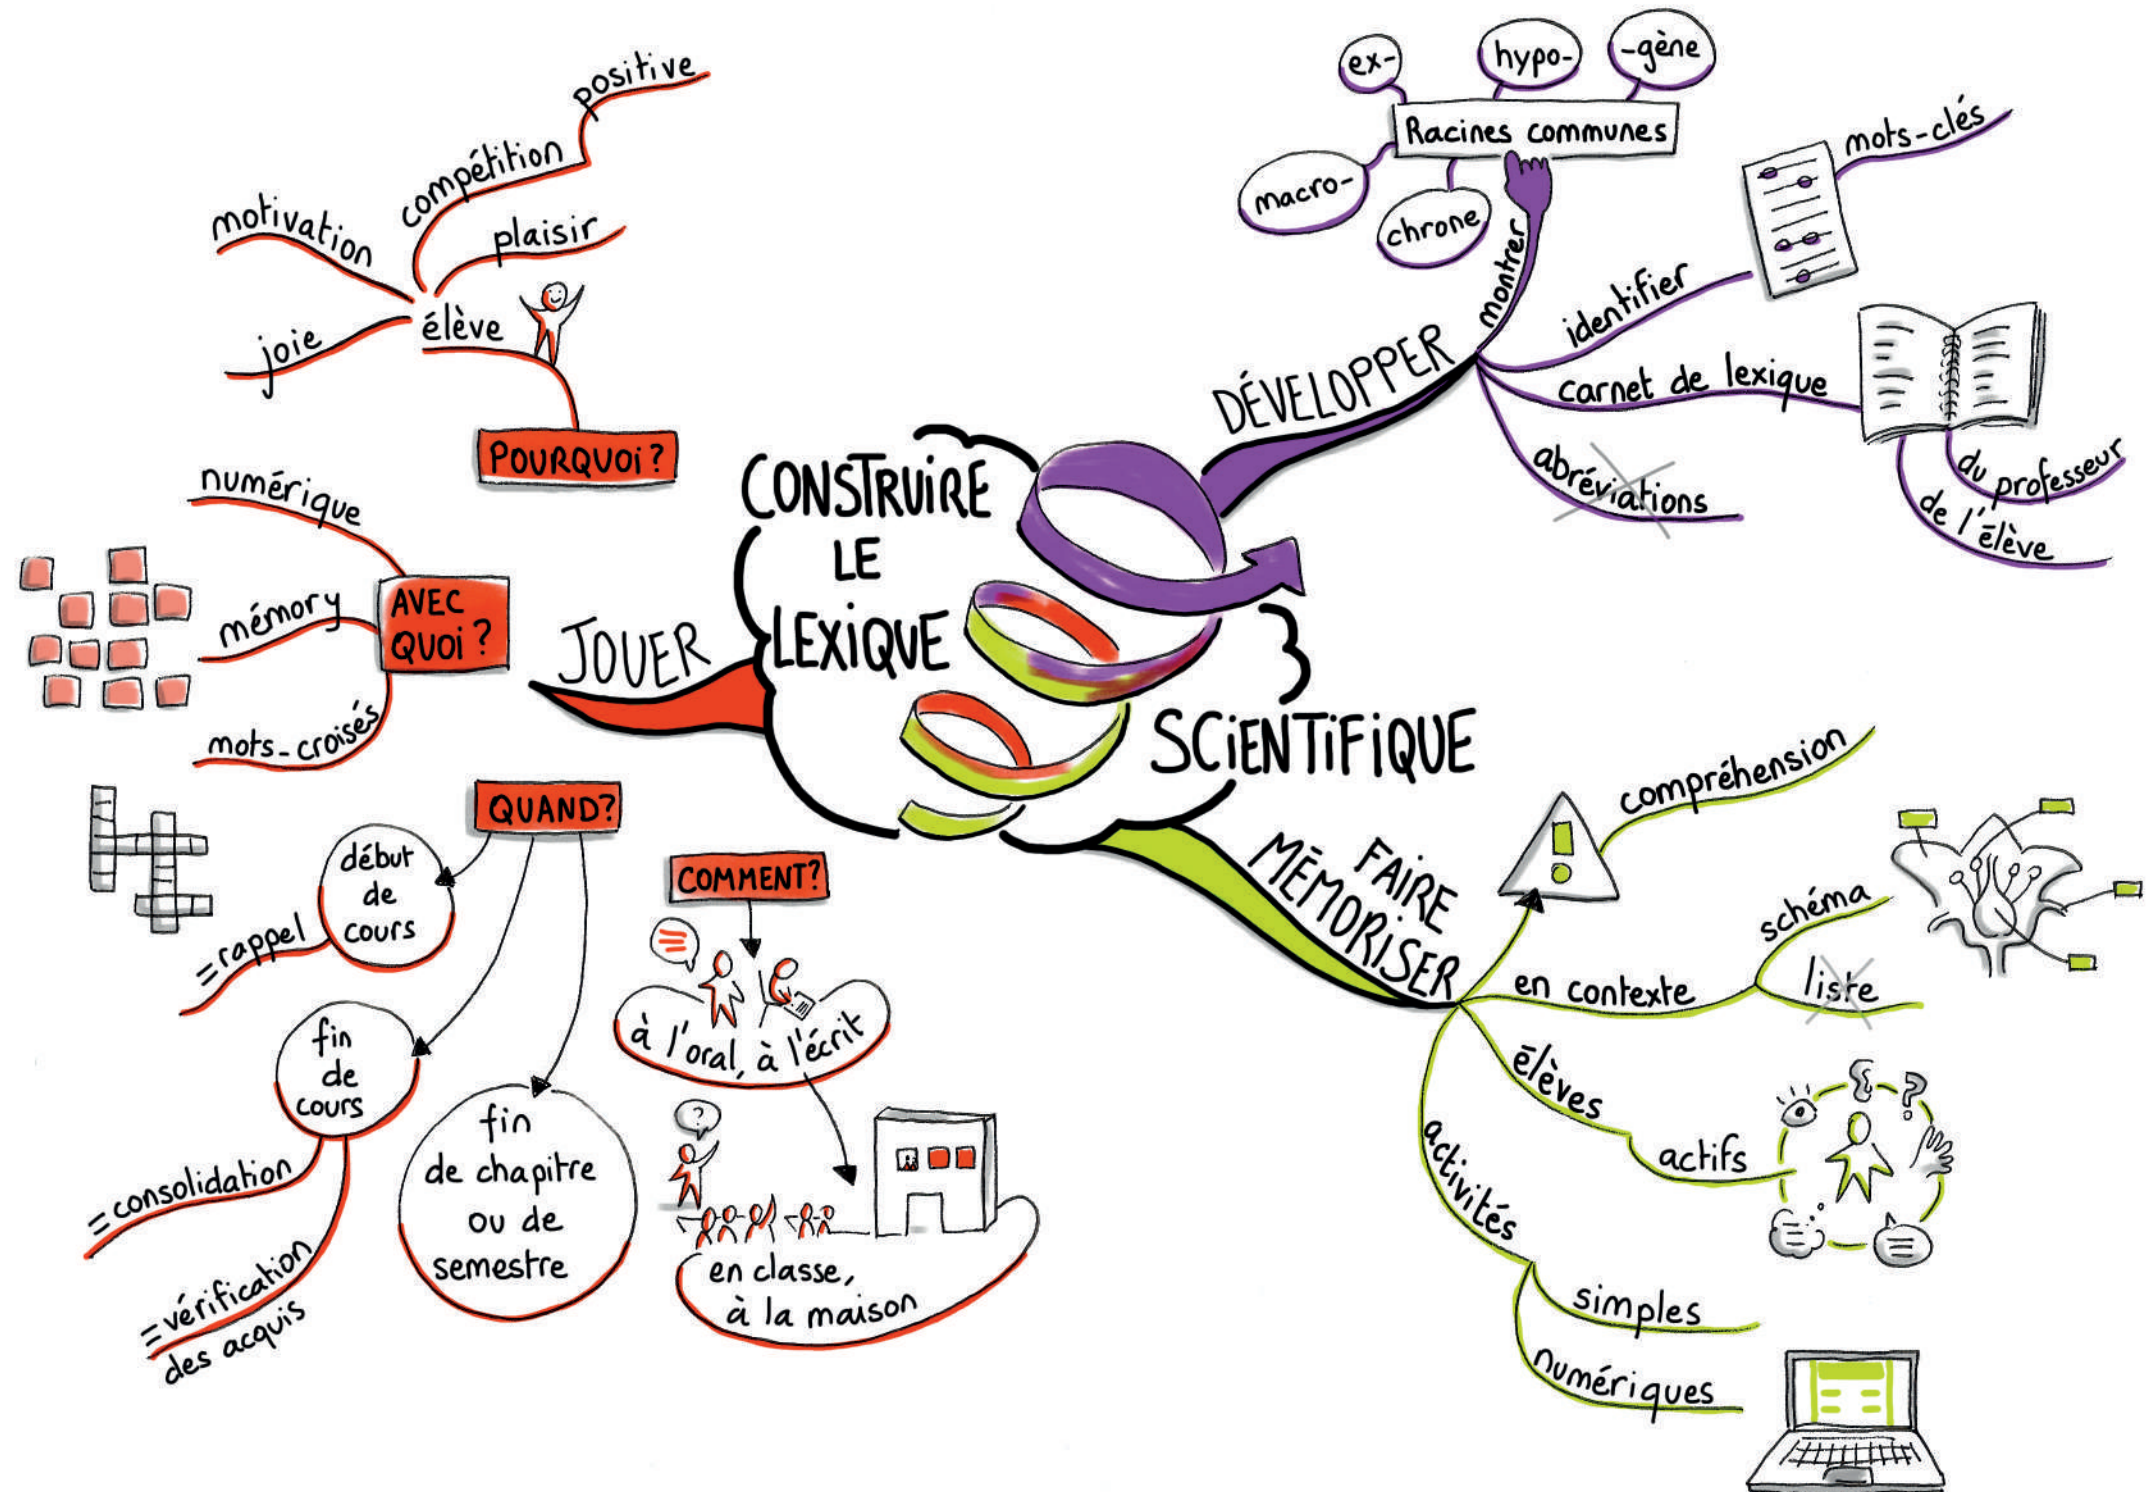 CONSTRUIRE
LE
LEXIQUE
SCIENTIFIQUE
DÉVELOPPER
montrer
Racines communes
ex-
hypo-
-gène
macro-
chrone
identifier
mots-clés
carnet de lexique
du professeur
de l'élève
abréviations
FAIRE
MÉMORISER
compréhension
en contexte
schéma
liste
élèves
actifs
?
activités
simples
numériques
JOUER
POURQUOI?
élève
motivation
compétition
positive
plaisir
joie
AVEC
QUOI?
numérique
mémory
mots-croisés
QUAND?
début
de
cours
=rappel
fin
de
cours
=consolidation
=vérification
des acquis
fin
de chapitre
ou de
semestre
COMMENT?
à l'oral, à l'écrit
?
en classe,
à la maison